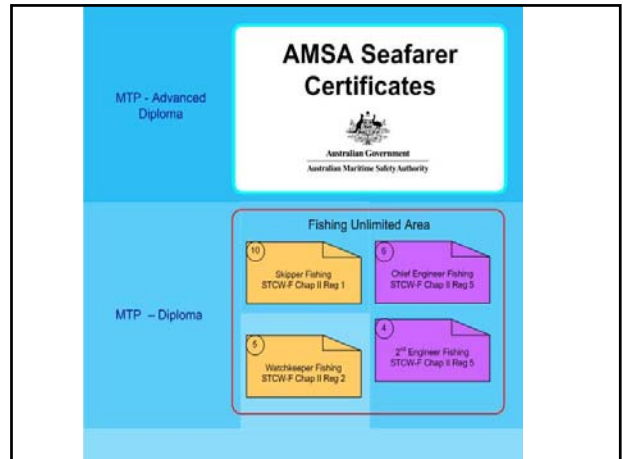 AMSA Seafarer
Certificates
MTP - Advanced
Diploma
Australian Government
Australian Maritime Safety Authority
Fishing Unlimited Area
10
Skipper Fishing
STCW-F Chap II Reg 1
6
Chief Engineer Fishing
STCW-F Chap II Reg 5
MTP – Diploma
5
Watchkeeper Fishing
STCW-F Chap II Reg 2
4
2nd Engineer Fishing
STCW-F Chap II Reg 5